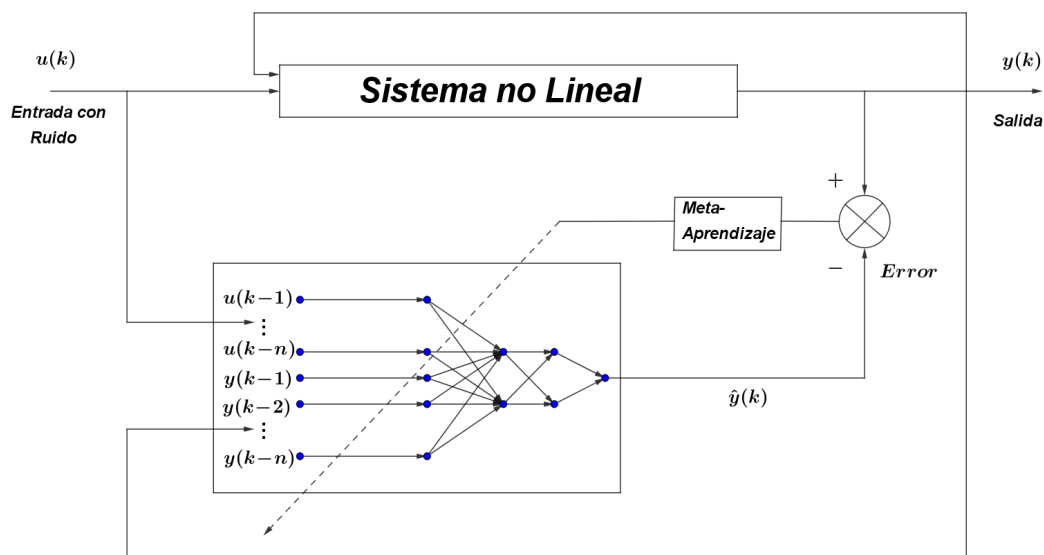 u(k)
y(k)
Sistema no Lineal
Entrada con
Ruido
Salida
+
Meta-
Aprendizaje
−
Error
u(k−1)
⋮
u(k−n)
y(k−1)
y(k−2)
⋮
y(k−n)
ŷ(k)